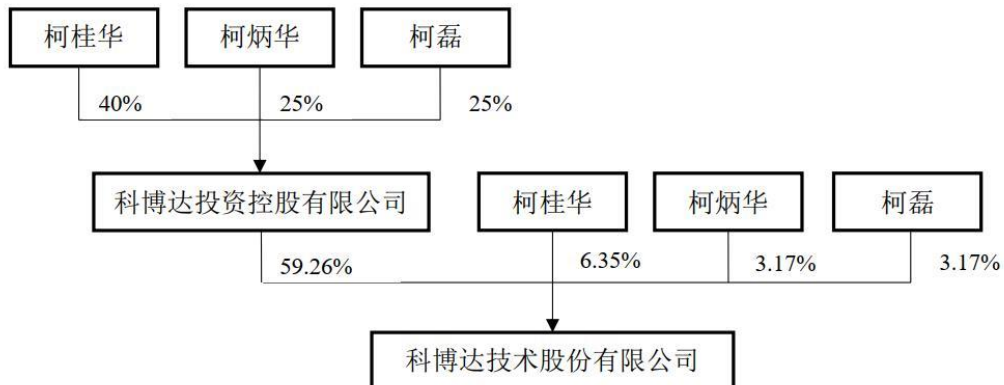 柯桂华
柯炳华
柯磊
40%
25%
25%
科博达投资控股有限公司
柯桂华
柯炳华
柯磊
59.26%
6.35%
3.17%
3.17%
科博达技术股份有限公司